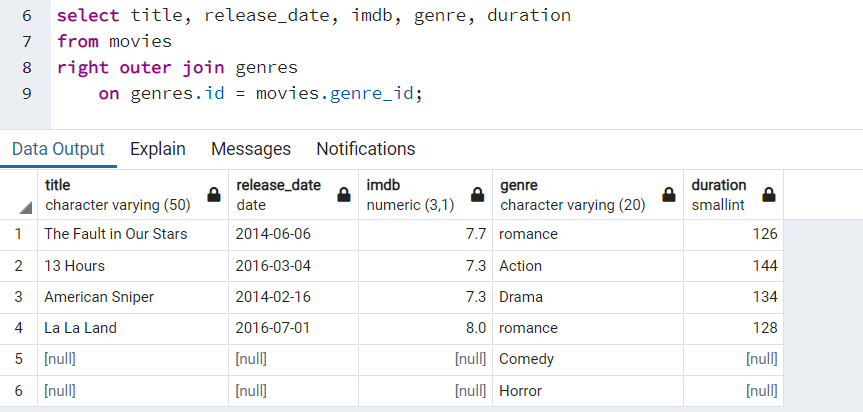 6 select title, release_date, imdb, genre, duration
7 from movies
8 right outer join genres
9 on genres.id = movies.genre_id;
Data Output Explain Messages Notifications
title release_date imdb genre duration
character varying (50) date numeric (3,1) character varying (20) smallint
1 The Fault in Our Stars 2014-06-06 7.7 romance 126
2 13 Hours 2016-03-04 7.3 Action 144
3 American Sniper 2014-02-16 7.3 Drama 134
4 La La Land 2016-07-01 8.0 romance 128
5 [null] [null] [null] Comedy [null]
6 [null] [null] [null] Horror [null]